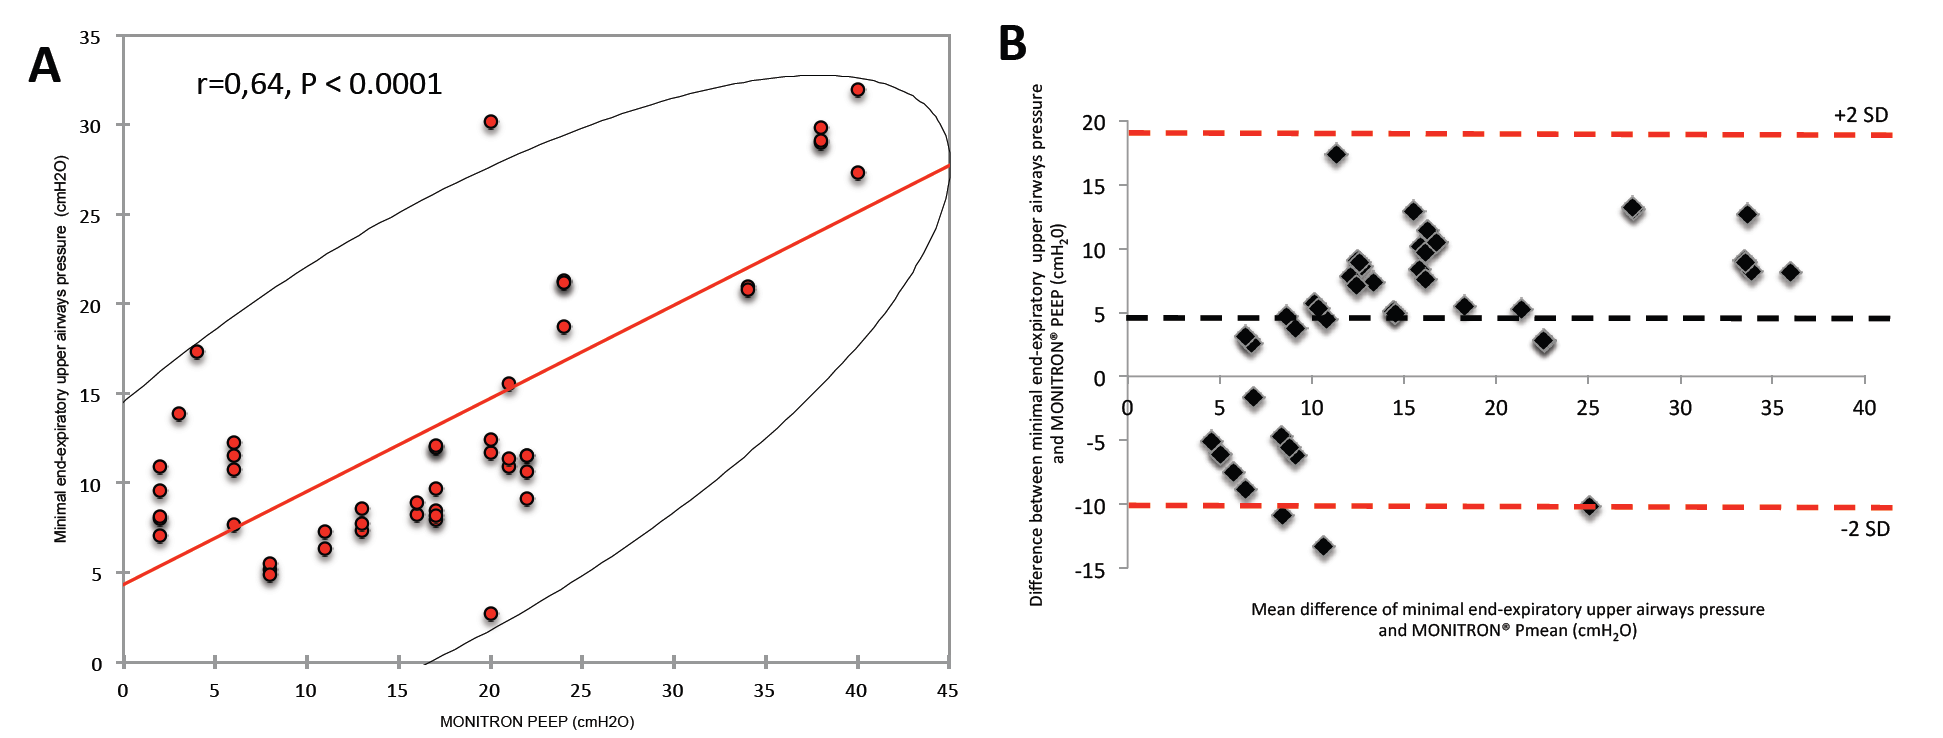 A
r=0,64, P < 0.0001
35
30
25
20
15
10
5
0
0 5 10 15 20 25 30 35 40 45
Minimal end-expiratory upper airways pressure (cmH2O)
MONITRON PEEP (cmH2O)
B
Difference between minimal end-expiratory upper airways pressure
and MONITRON® PEEP (cmH₂0)
+2 SD
20
15
10
5
0
-5
-10
-15
0 5 10 15 20 25 30 35 40
-2 SD
Mean difference of minimal end-expiratory upper airways pressure
and MONITRON® Pmean (cmH₂O)